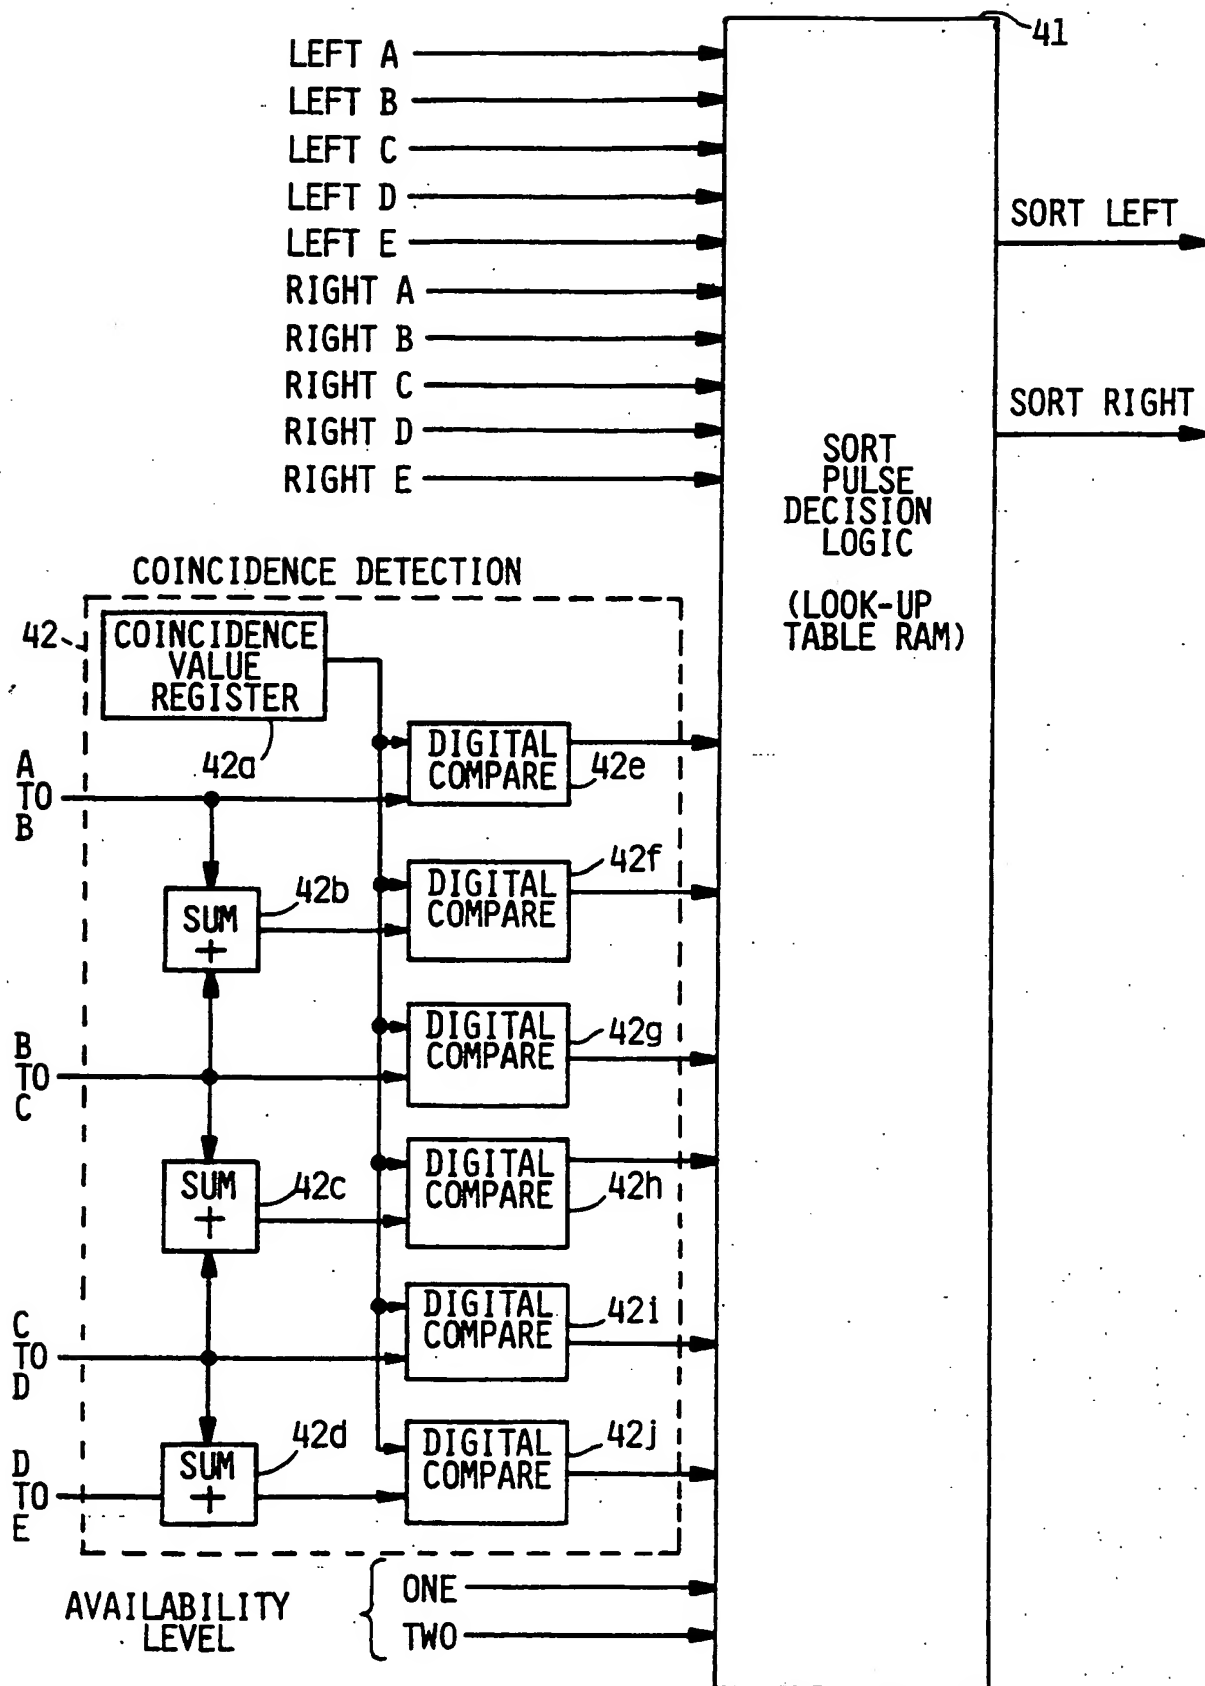 41
LEFT A
LEFT B
LEFT C
LEFT D
LEFT E
RIGHT A
RIGHT B
RIGHT C
RIGHT D
RIGHT E
SORT LEFT
SORT RIGHT
SORT
PULSE
DECISION
LOGIC
(LOOK-UP
TABLE RAM)
COINCIDENCE DETECTION
42
COINCIDENCE
VALUE
REGISTER
42a
A
TO
B
DIGITAL
COMPARE
42e
SUM
+
42b
DIGITAL
COMPARE
42f
B
TO
C
DIGITAL
COMPARE
42g
SUM
+
42c
DIGITAL
COMPARE
42h
C
TO
D
DIGITAL
COMPARE
42i
D
TO
E
SUM
+
42d
DIGITAL
COMPARE
42j
AVAILABILITY
LEVEL
ONE
TWO